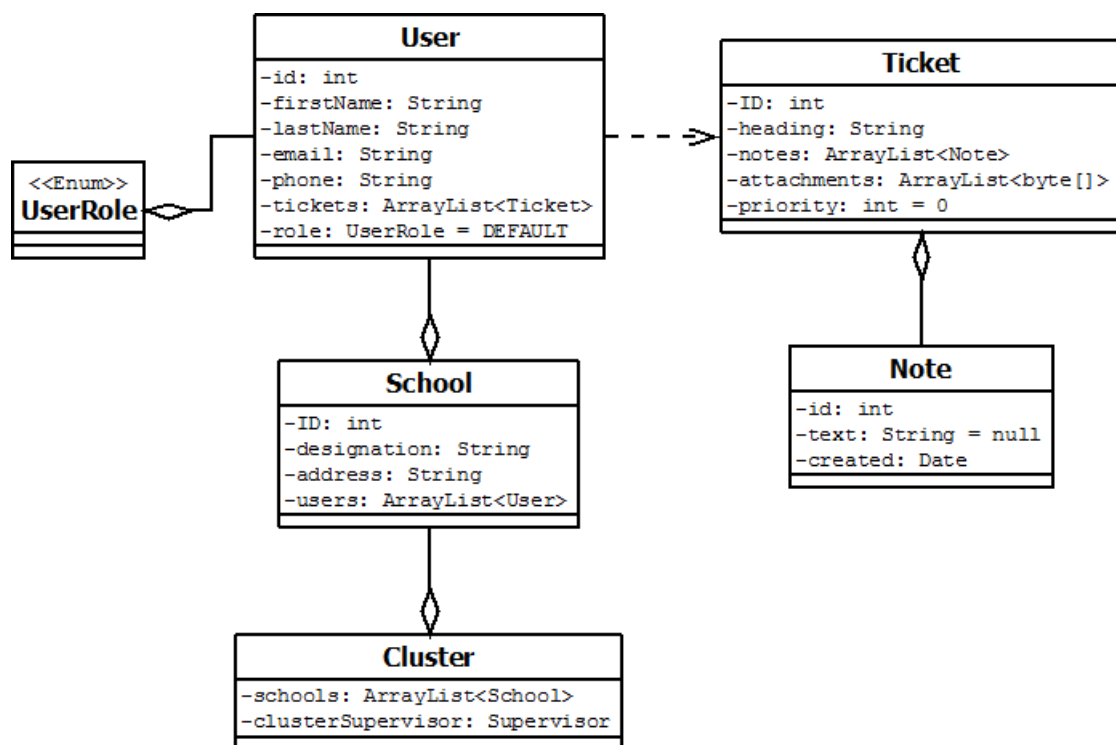 User
-id: int
-firstName: String
-lastName: String
-email: String
-phone: String
-tickets: ArrayList<Ticket>
-role: UserRole = DEFAULT
Ticket
-ID: int
-heading: String
-notes: ArrayList<Note>
-attachments: ArrayList<byte[]>
-priority: int = 0
<<Enum>>
UserRole
School
-ID: int
-designation: String
-address: String
-users: ArrayList<User>
Note
-id: int
-text: String = null
-created: Date
Cluster
-schools: ArrayList<School>
-clusterSupervisor: Supervisor